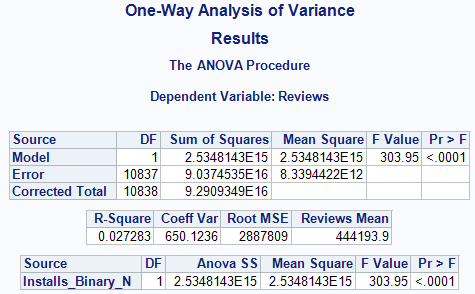 One-Way Analysis of Variance
Results
The ANOVA Procedure
Dependent Variable: Reviews
Source DF Sum of Squares Mean Square F Value Pr > F
Model 1 2.5348143E15 2.5348143E15 303.95 <.0001
Error 10837 9.0374535E16 8.3394422E12
Corrected Total 10838 9.2909349E16
R-Square Coeff Var Root MSE Reviews Mean
0.027283 650.1236 2887809 444193.9
Source DF Anova SS Mean Square F Value Pr > F
Installs_Binary_N 1 2.5348143E15 2.5348143E15 303.95 <.0001